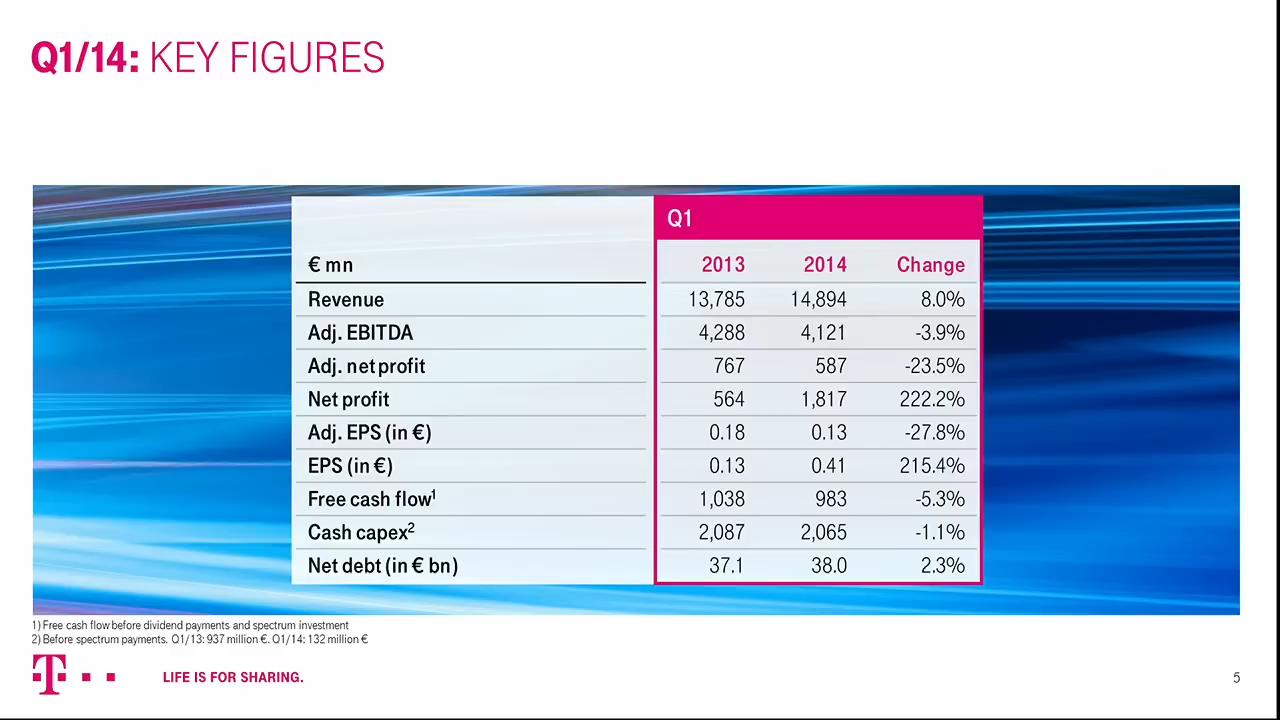 Q1/14: KEY FIGURES
Q1
€ mn 2013 2014 Change
Revenue 13,785 14,894 8.0%
Adj. EBITDA 4,288 4,121 -3.9%
Adj. net profit 767 587 -23.5%
Net profit 564 1,817 222.2%
Adj. EPS (in €) 0.18 0.13 -27.8%
EPS (in €) 0.13 0.41 215.4%
Free cash flow1 1,038 983 -5.3%
Cash capex2 2,087 2,065 -1.1%
Net debt (in € bn) 37.1 38.0 2.3%
1) Free cash flow before dividend payments and spectrum investment
2) Before spectrum payments. Q1/13: 937 million €. Q1/14: 132 million €
T LIFE IS FOR SHARING. 5